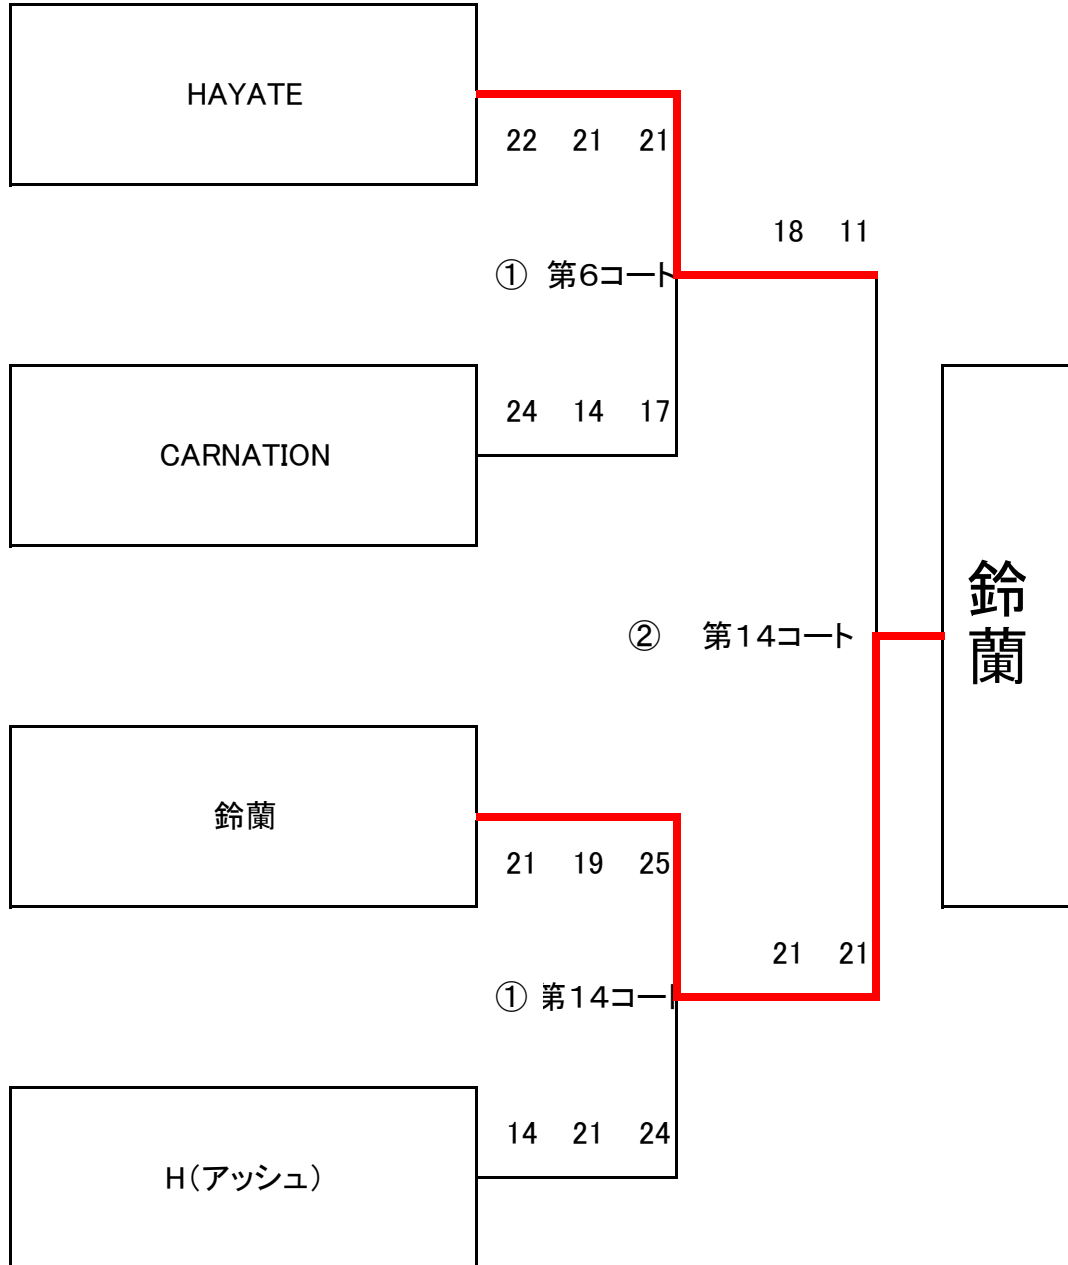 HAYATE
22 21 21
18 11
① 第6コート
24 14 17
CARNATION
鈴蘭
② 第14コート
鈴蘭
21 19 25
21 21
① 第14コート
14 21 24
H(アッシュ)